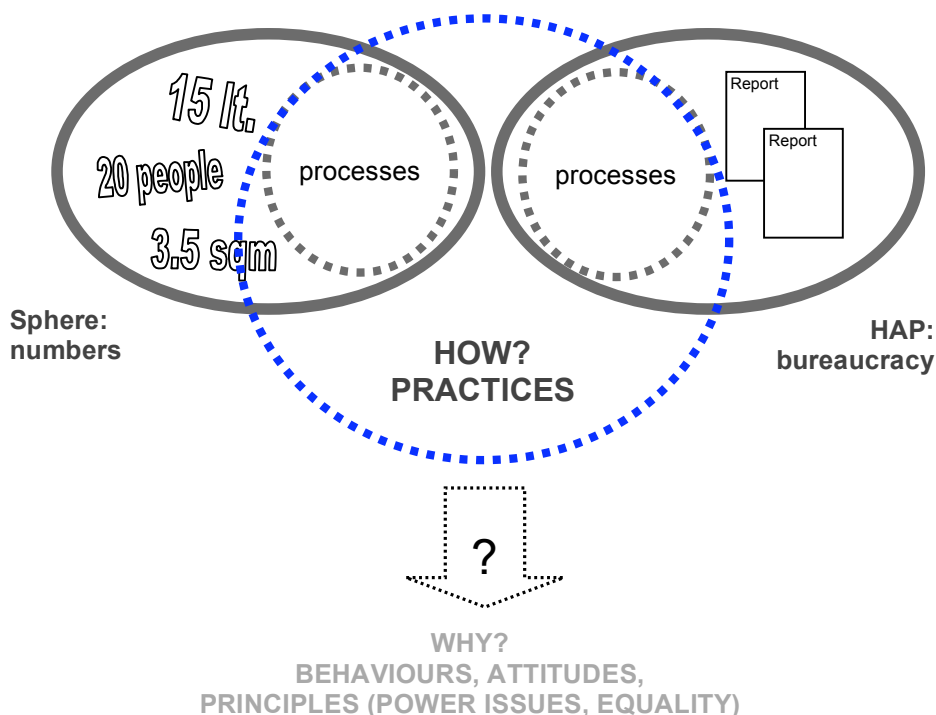 15 lt.
20 people
3.5 sqm
processes
processes
Report
Report
Sphere:
numbers
HOW?
PRACTICES
HAP:
bureaucracy
?
WHY?
BEHAVIOURS, ATTITUDES,
PRINCIPLES (POWER ISSUES, EQUALITY)